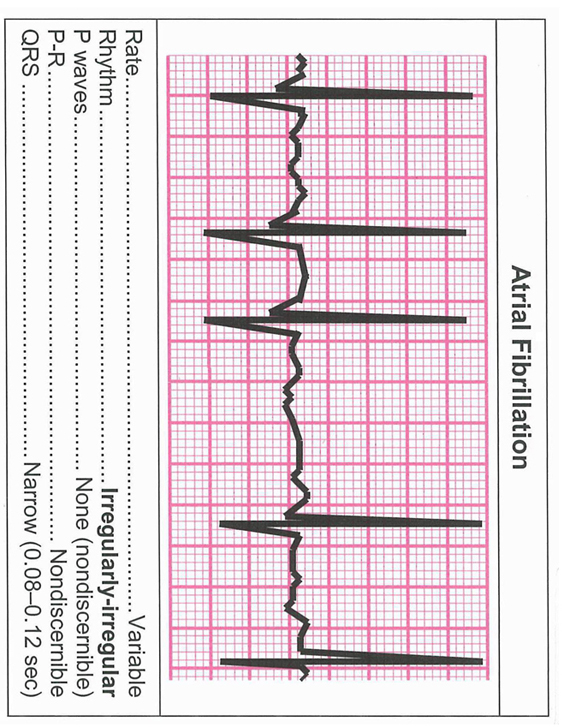 Atrial Fibrillation
Rate.................................................................. Variable
Rhythm................................................. Irregularly-irregular
P waves................................................. None (nondiscernible)
P-R.................................................................. Nondiscernible
QRS ................................................. Narrow (0.08–0.12 sec)